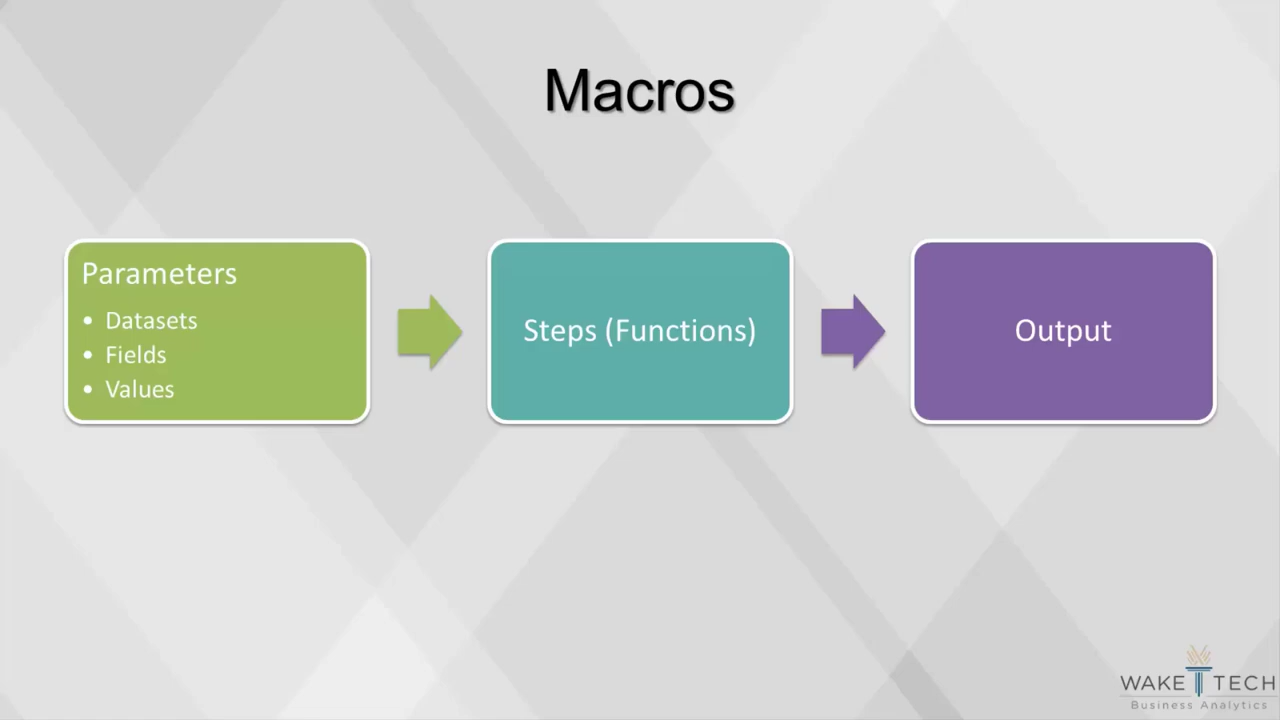 Macros
Parameters
• Datasets
• Fields
• Values
Steps (Functions)
Output
WAKE TECH
Business Analytics